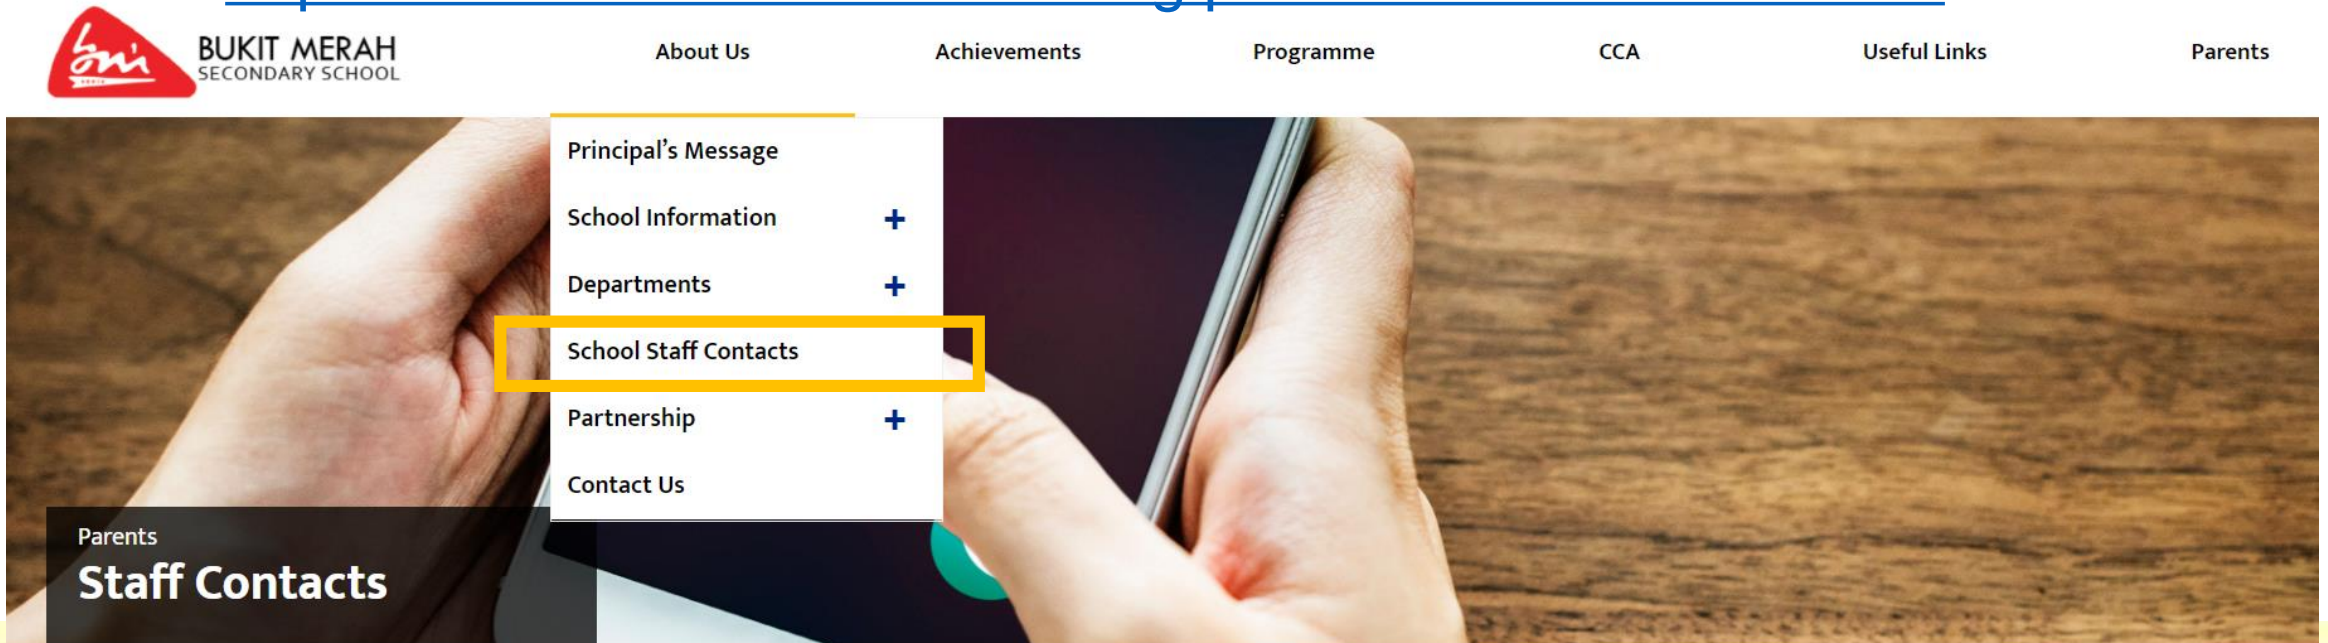 BUKIT MERAH
SECONDARY SCHOOL
About Us
Achievements
Programme
CCA
Useful Links
Parents
Principal’s Message
School Information +
Departments +
School Staff Contacts
Partnership +
Contact Us
Parents
Staff Contacts